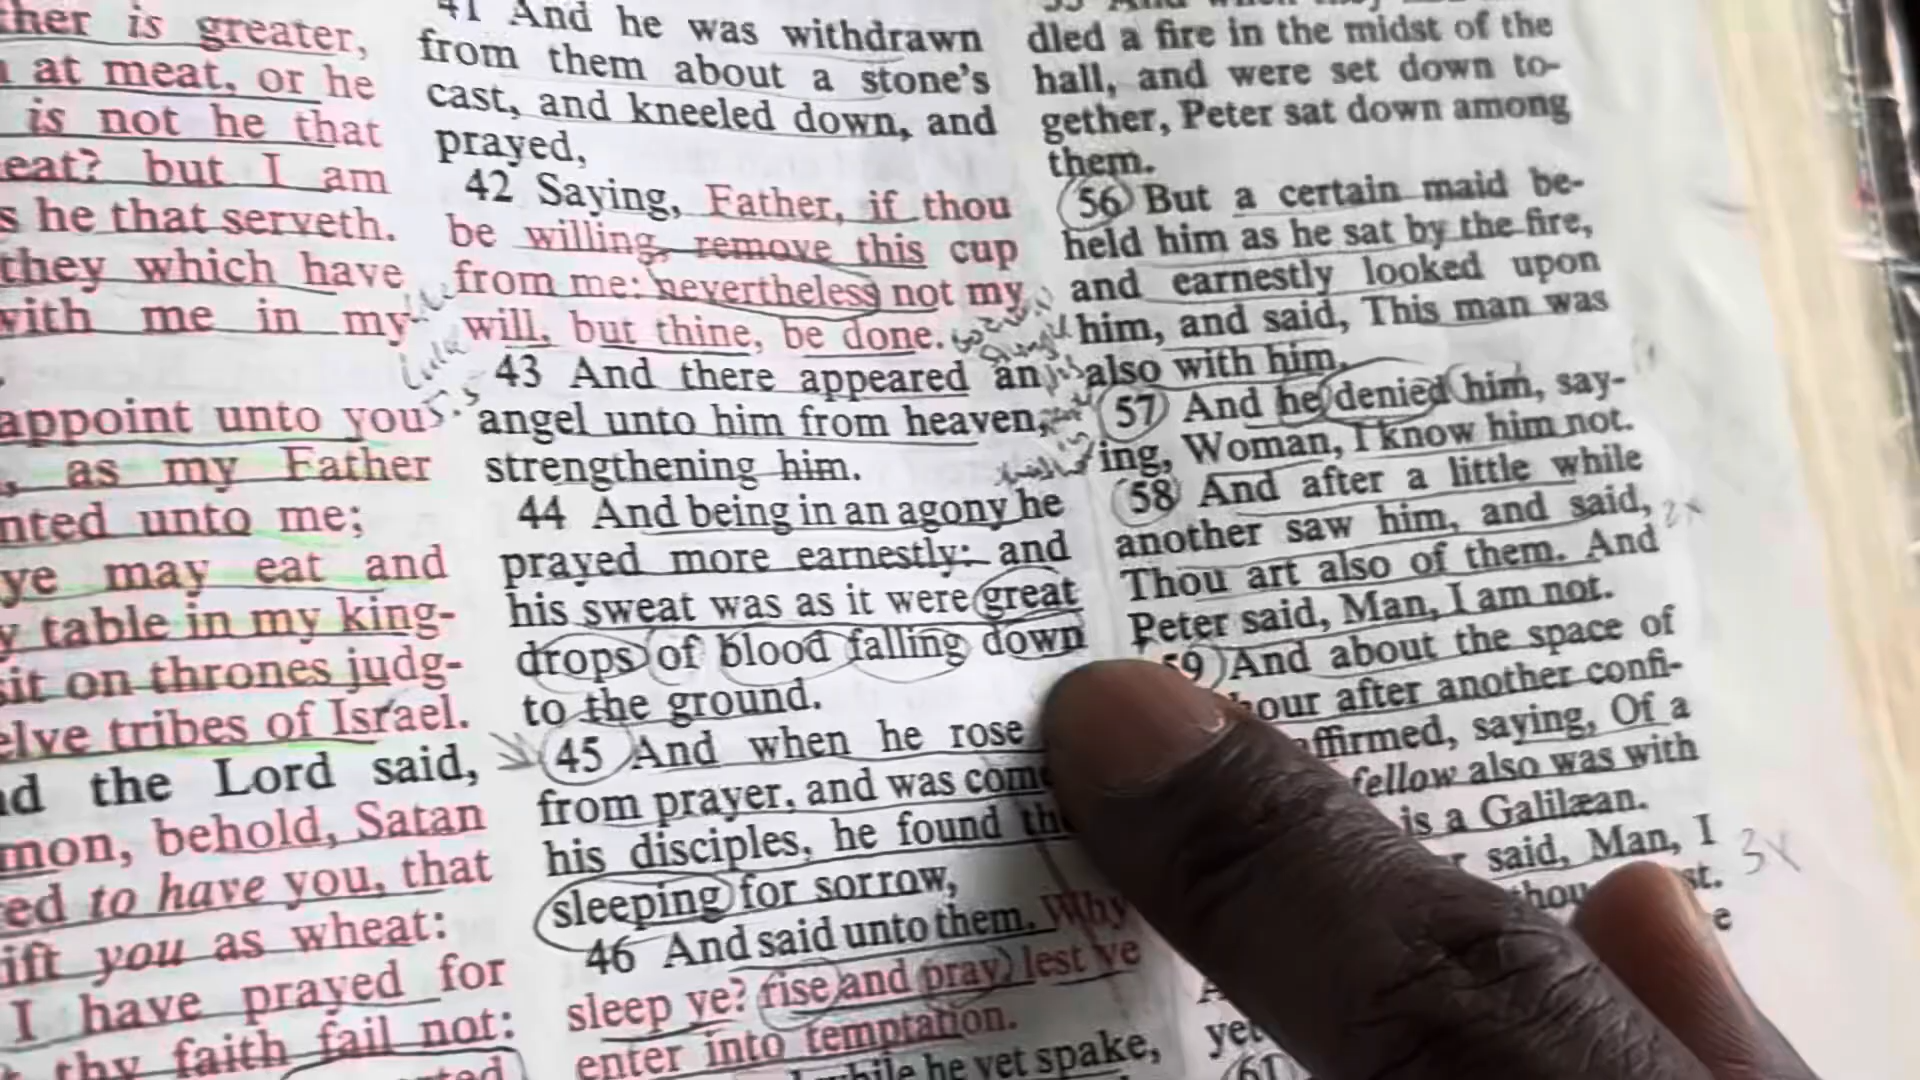 ther is greater,
at meat, or he
is not he that
eat? but I am
s he that serveth.
they which have
with me in my
appoint unto you
, as my Father
nted unto me;
ye may eat and
y table in my king-
sit on thrones judg-
elve tribes of Israel.
nd the Lord said,
mon, behold, Satan
ed to have you, that
ift you as wheat:
I have prayed for
thy faith fail not:
41 And he was withdrawn
from them about a stone's
cast, and kneeled down, and
prayed,
42 Saying, Father, if thou
be willing, remove this cup
from me: nevertheless not my
will, but thine, be done.
43 And there appeared an
angel unto him from heaven,
strengthening him.
44 And being in an agony he
prayed more earnestly: and
his sweat was as it were great
drops of blood falling down
to the ground.
45 And when he rose
from prayer, and was come
his disciples, he found
sleeping for sorrow,
46 And said unto them. Why
sleep ye? rise and pray, lest ye
enter into temptation.
while he yet spake,
dled a fire in the midst of the
hall, and were set down to-
gether, Peter sat down among
them.
56 But a certain maid be-
held him as he sat by the fire,
and earnestly looked upon
him, and said, This man was
also with him.
57 And he denied him, say-
ing, Woman, I know him not.
58 And after a little while
another saw him, and said,
2x
Thou art also of them. And
Peter said, Man, I am not.
59 And about the space of
hour after another confi-
affirmed, saying, Of a
fellow also was with
is a Galilæan.
said, Man, I
3x
thou st.
yet
61